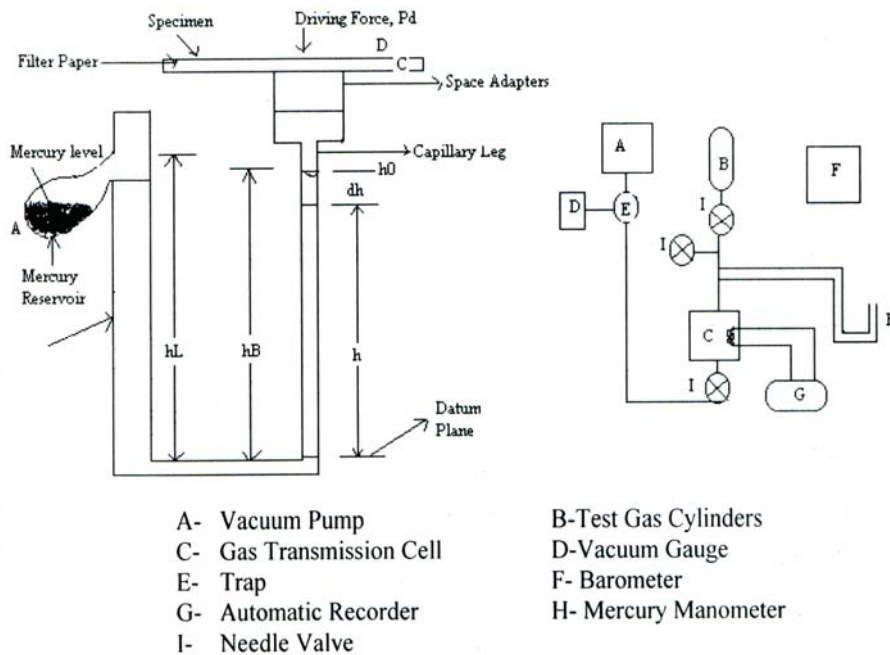 Specimen
Driving Force, Pd
D
Filter Paper
C
Space Adapters
Mercury level
Capillary Leg
h0
dh
A
Mercury
Reservoir
hL
hB
h
Datum
Plane
A
B
F
I
D
E
I
C
I
G
A- Vacuum Pump
B-Test Gas Cylinders
C- Gas Transmission Cell
D-Vacuum Gauge
E- Trap
F- Barometer
G- Automatic Recorder
H- Mercury Manometer
I- Needle Valve